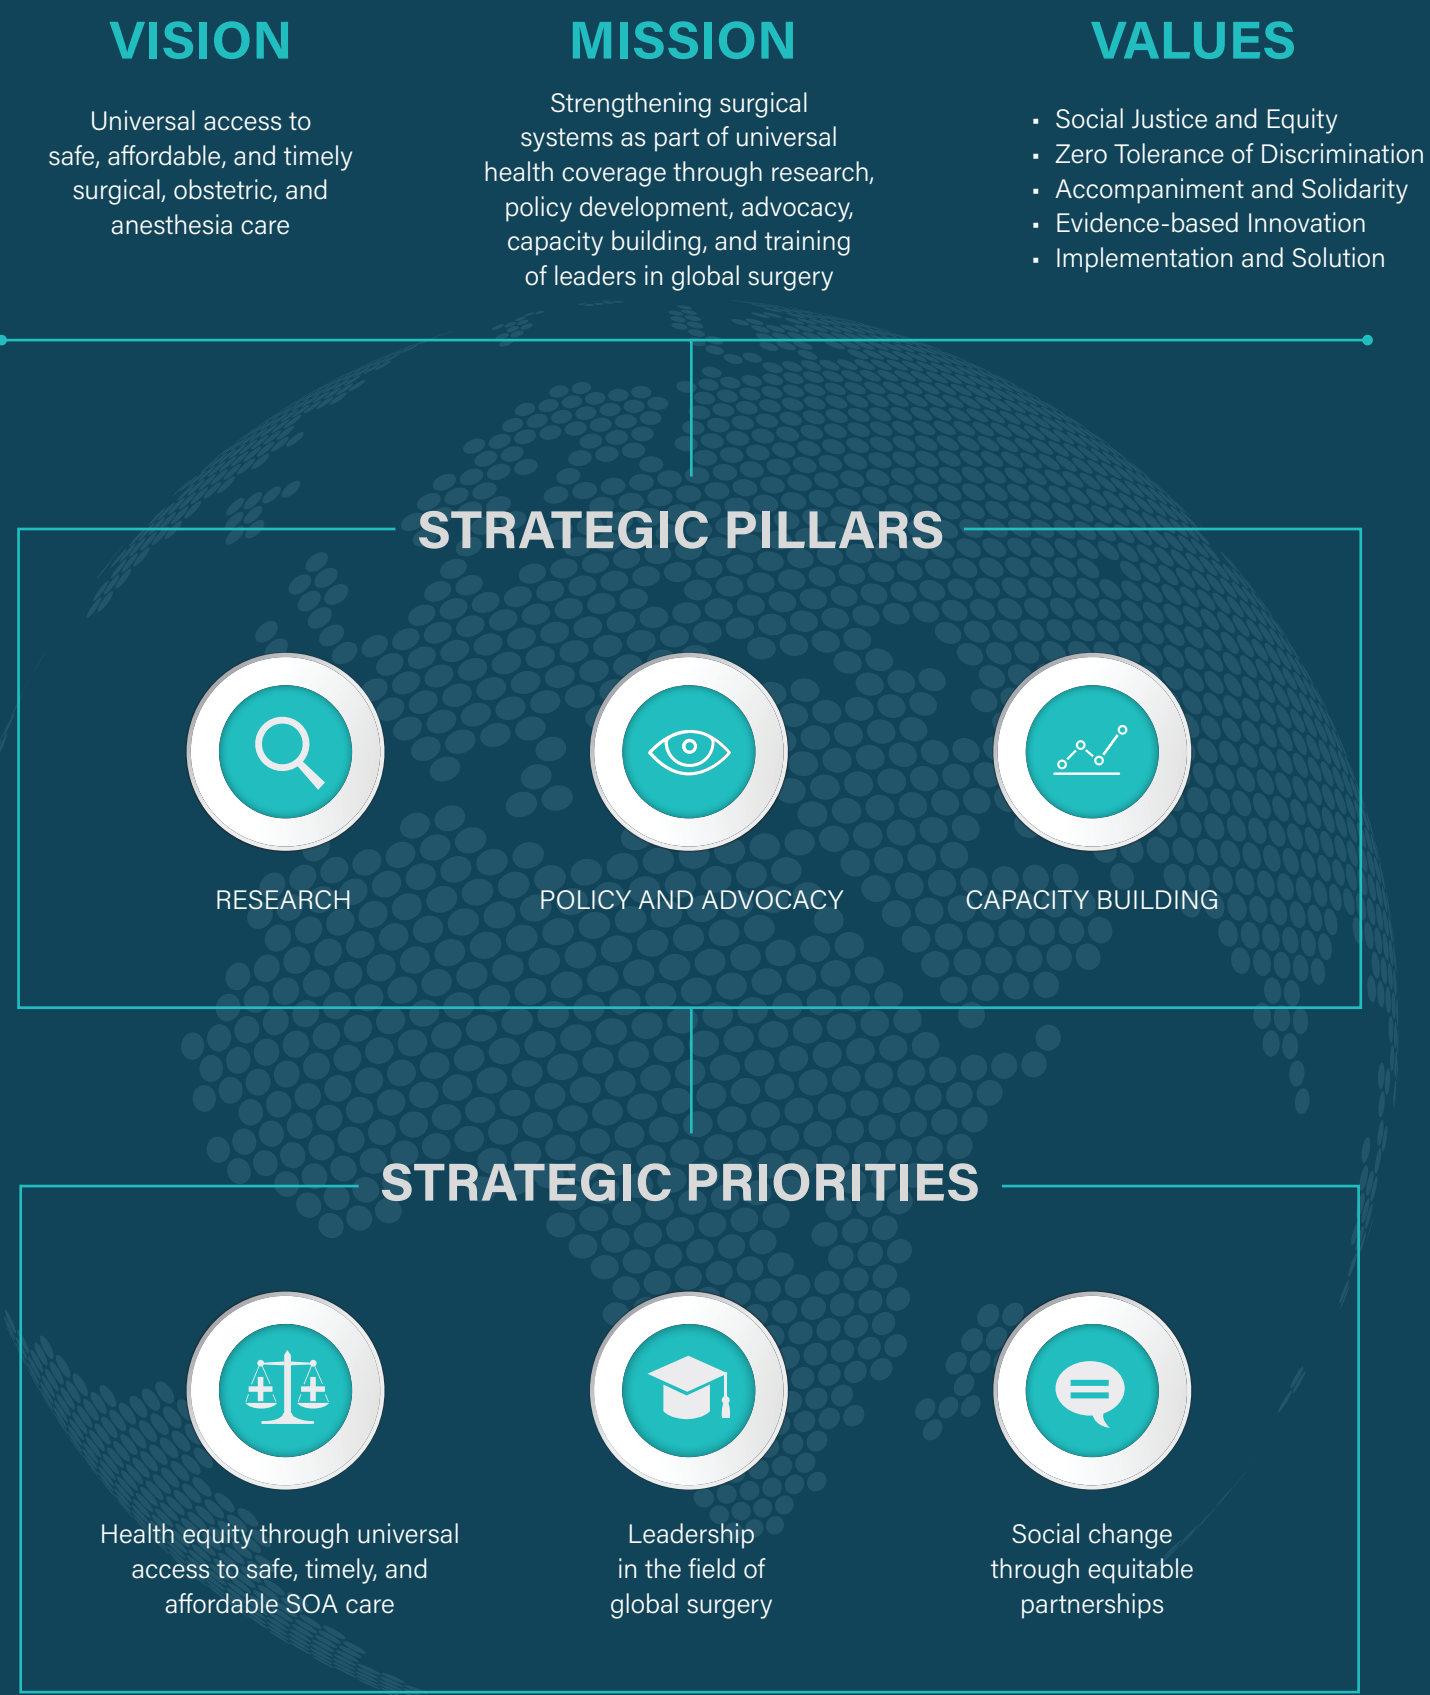 VISION
Universal access to
safe, affordable, and timely
surgical, obstetric, and
anesthesia care
MISSION
Strengthening surgical
systems as part of universal
health coverage through research,
policy development, advocacy,
capacity building, and training
of leaders in global surgery
VALUES
▪ Social Justice and Equity
▪ Zero Tolerance of Discrimination
▪ Accompaniment and Solidarity
▪ Evidence-based Innovation
▪ Implementation and Solution
STRATEGIC PILLARS
RESEARCH
POLICY AND ADVOCACY
CAPACITY BUILDING
STRATEGIC PRIORITIES
Health equity through universal
access to safe, timely, and
affordable SOA care
Leadership
in the field of
global surgery
Social change
through equitable
partnerships